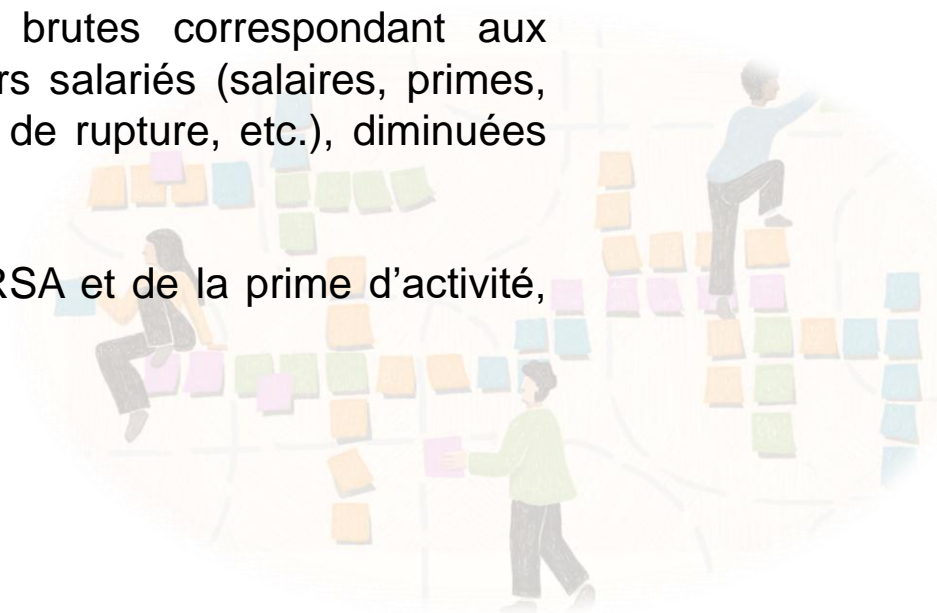 brutes correspondant aux
rs salariés (salaires, primes,
de rupture, etc.), diminuées
RSA et de la prime d’activité,